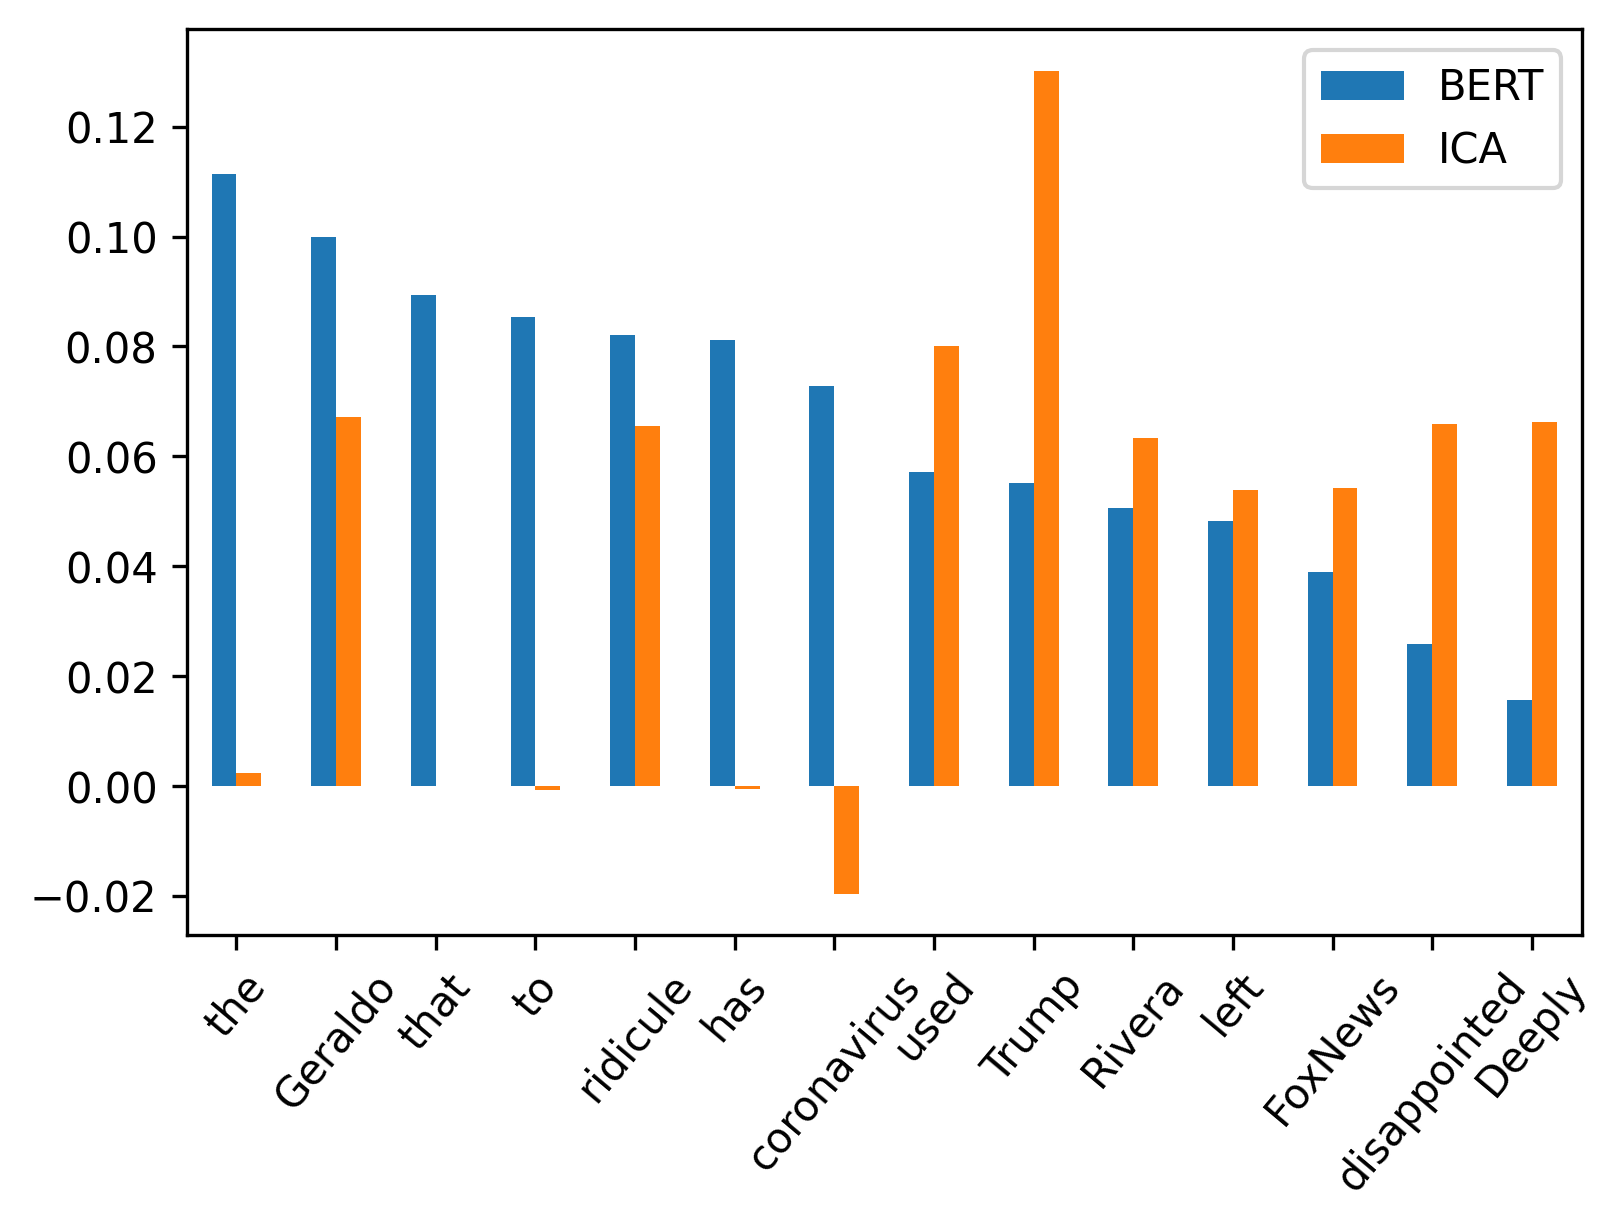 BERT
ICA
0.12
0.10
0.08
0.06
0.04
0.02
0.00
−0.02
the
Geraldo
that
to
ridicule
has
coronavirus
used
Trump
Rivera
left
FoxNews
disappointed
Deeply